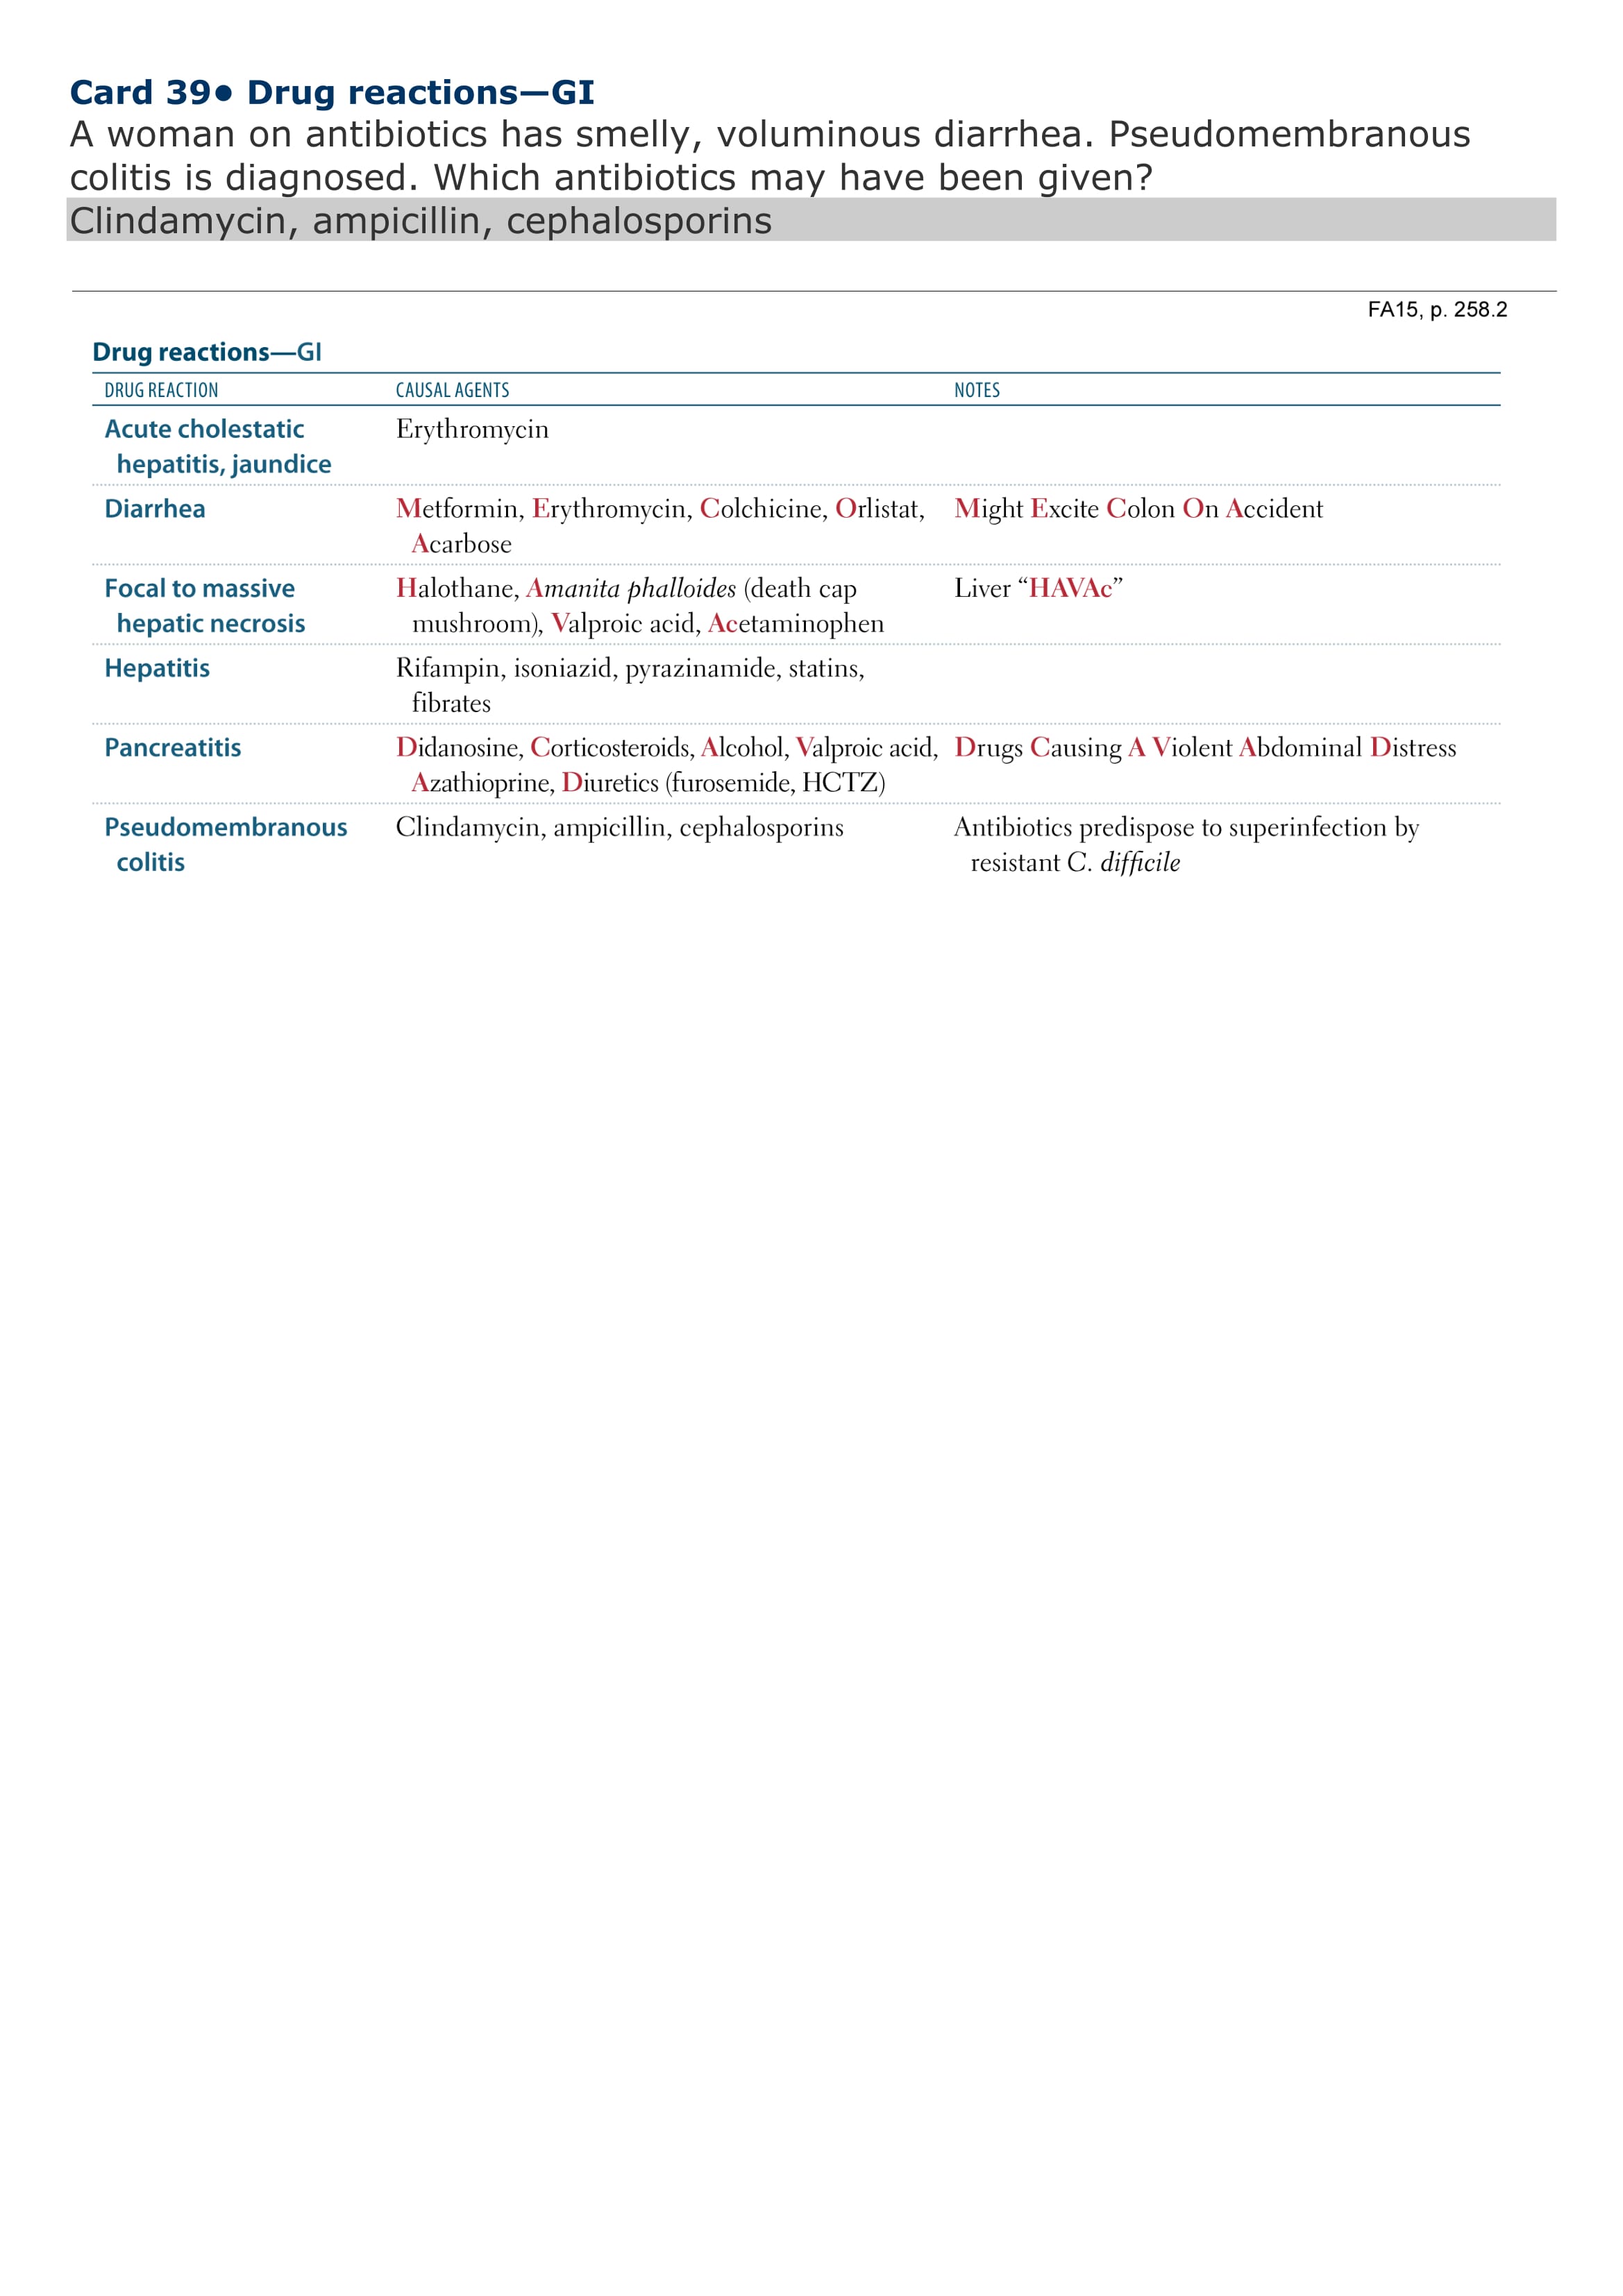 Card 39• Drug reactions—GI
A woman on antibiotics has smelly, voluminous diarrhea. Pseudomembranous
colitis is diagnosed. Which antibiotics may have been given?
Clindamycin, ampicillin, cephalosporins
FA15, p. 258.2
Drug reactions—GI
DRUG REACTION CAUSAL AGENTS NOTES
Acute cholestatic Erythromycin
hepatitis, jaundice
Diarrhea Metformin, Erythromycin, Colchicine, Orlistat, Might Excite Colon On Accident
Acarbose
Focal to massive Halothane, Amanita phalloides (death cap Liver “HAVAc”
hepatic necrosis mushroom), Valproic acid, Acetaminophen
Hepatitis Rifampin, isoniazid, pyrazinamide, statins,
fibrates
Pancreatitis Didanosine, Corticosteroids, Alcohol, Valproic acid, Drugs Causing A Violent Abdominal Distress
Azathioprine, Diuretics (furosemide, HCTZ)
Pseudomembranous Clindamycin, ampicillin, cephalosporins Antibiotics predispose to superinfection by
colitis resistant C. difficile